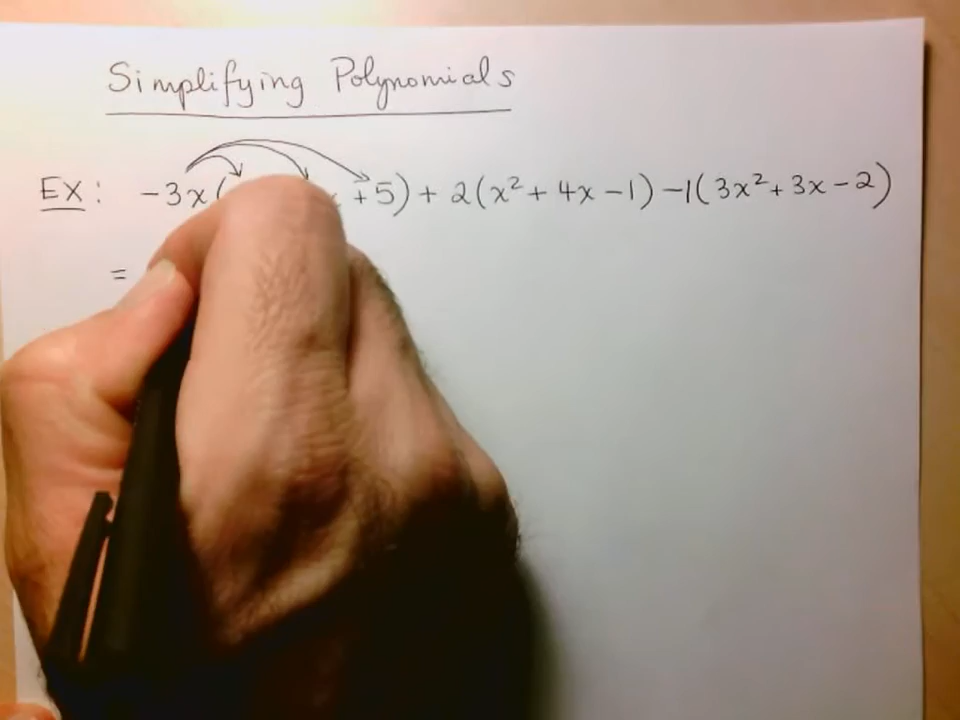 Simplifying Polynomials
EX: -3x( +5) + 2(x² + 4x - 1) - 1(3x² + 3x - 2)
=